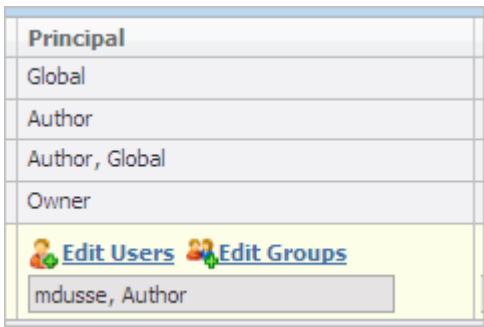 Principal
Global
Author
Author, Global
Owner
Edit Users Edit Groups
mdusse, Author